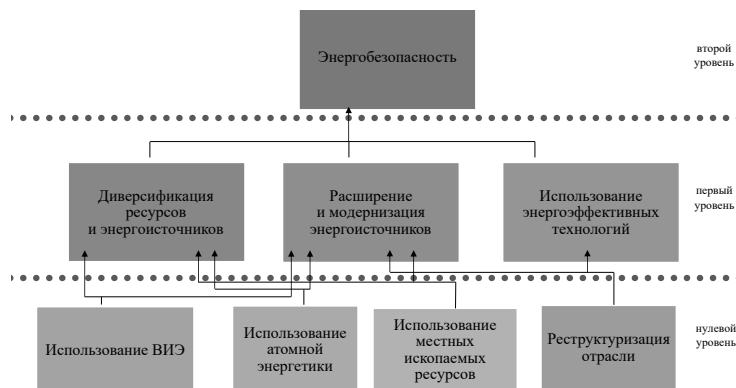 Энергобезопасность
второй
уровень
Диверсификация
ресурсов
и энергоисточников
Расширение
и модернизация
энергоисточников
Использование
энергоэффективных
технологий
первый
уровень
Использование ВИЭ
Использование
атомной
энергетики
Использование
местных
ископаемых
ресурсов
Реструктуризация
отрасли
нулевой
уровень